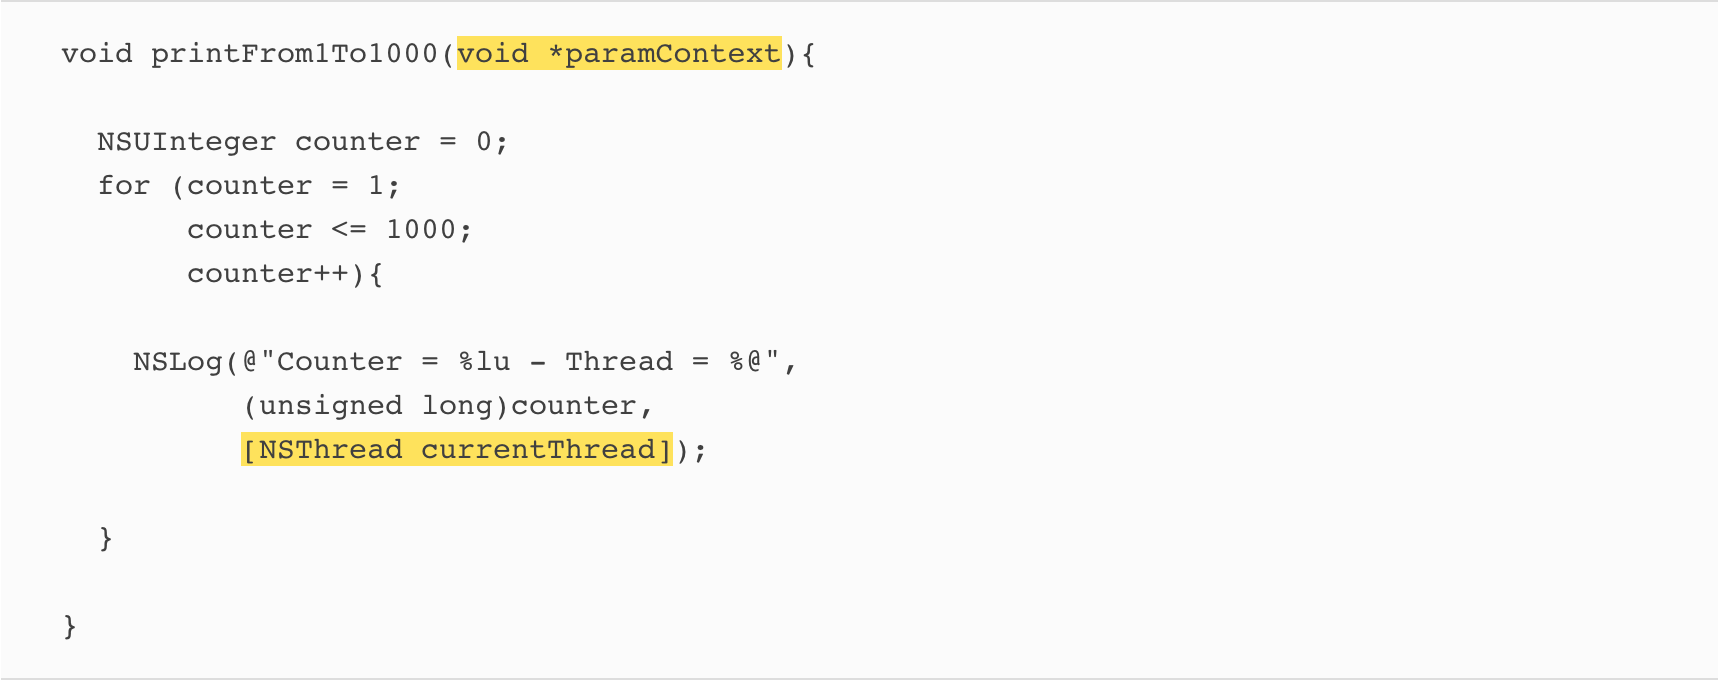 void printFrom1To1000(void *paramContext){
NSUInteger counter = 0;
for (counter = 1;
counter <= 1000;
counter++){
NSLog(@"Counter = %lu - Thread = %@",
(unsigned long)counter,
[NSThread currentThread]);
}
}